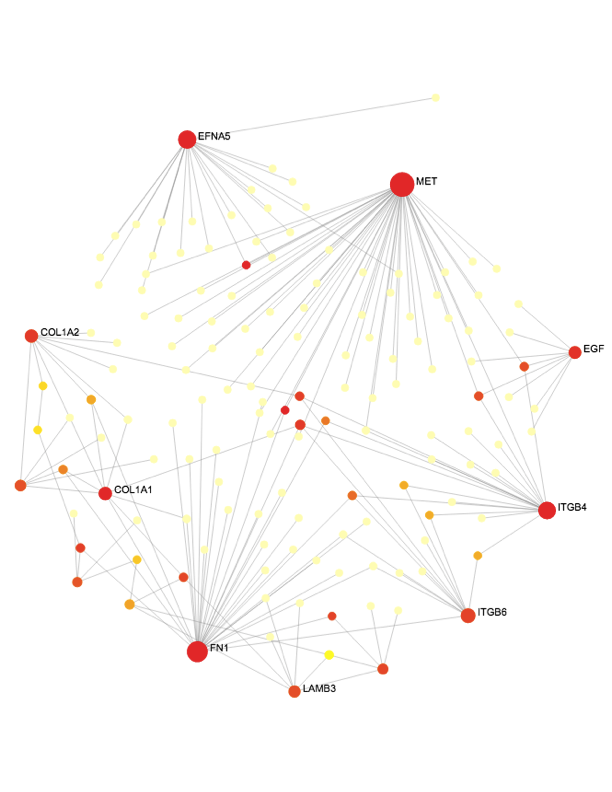 EFNA5
MET
COL1A2
EGF
COL1A1
ITGB4
ITGB6
FN1
LAMB3